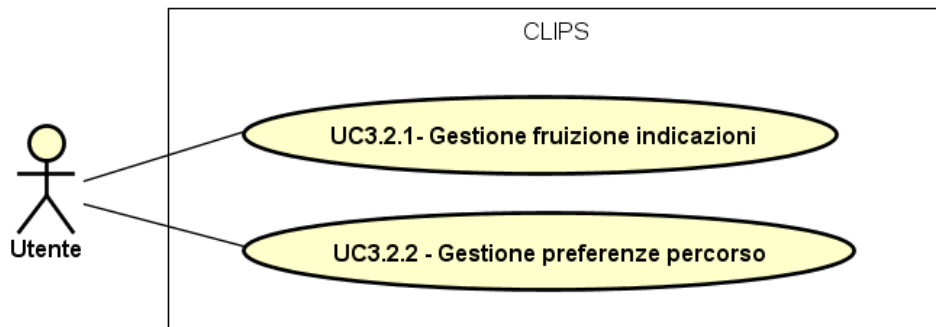 CLIPS
UC3.2.1- Gestione fruizione indicazioni
Utente
UC3.2.2 - Gestione preferenze percorso